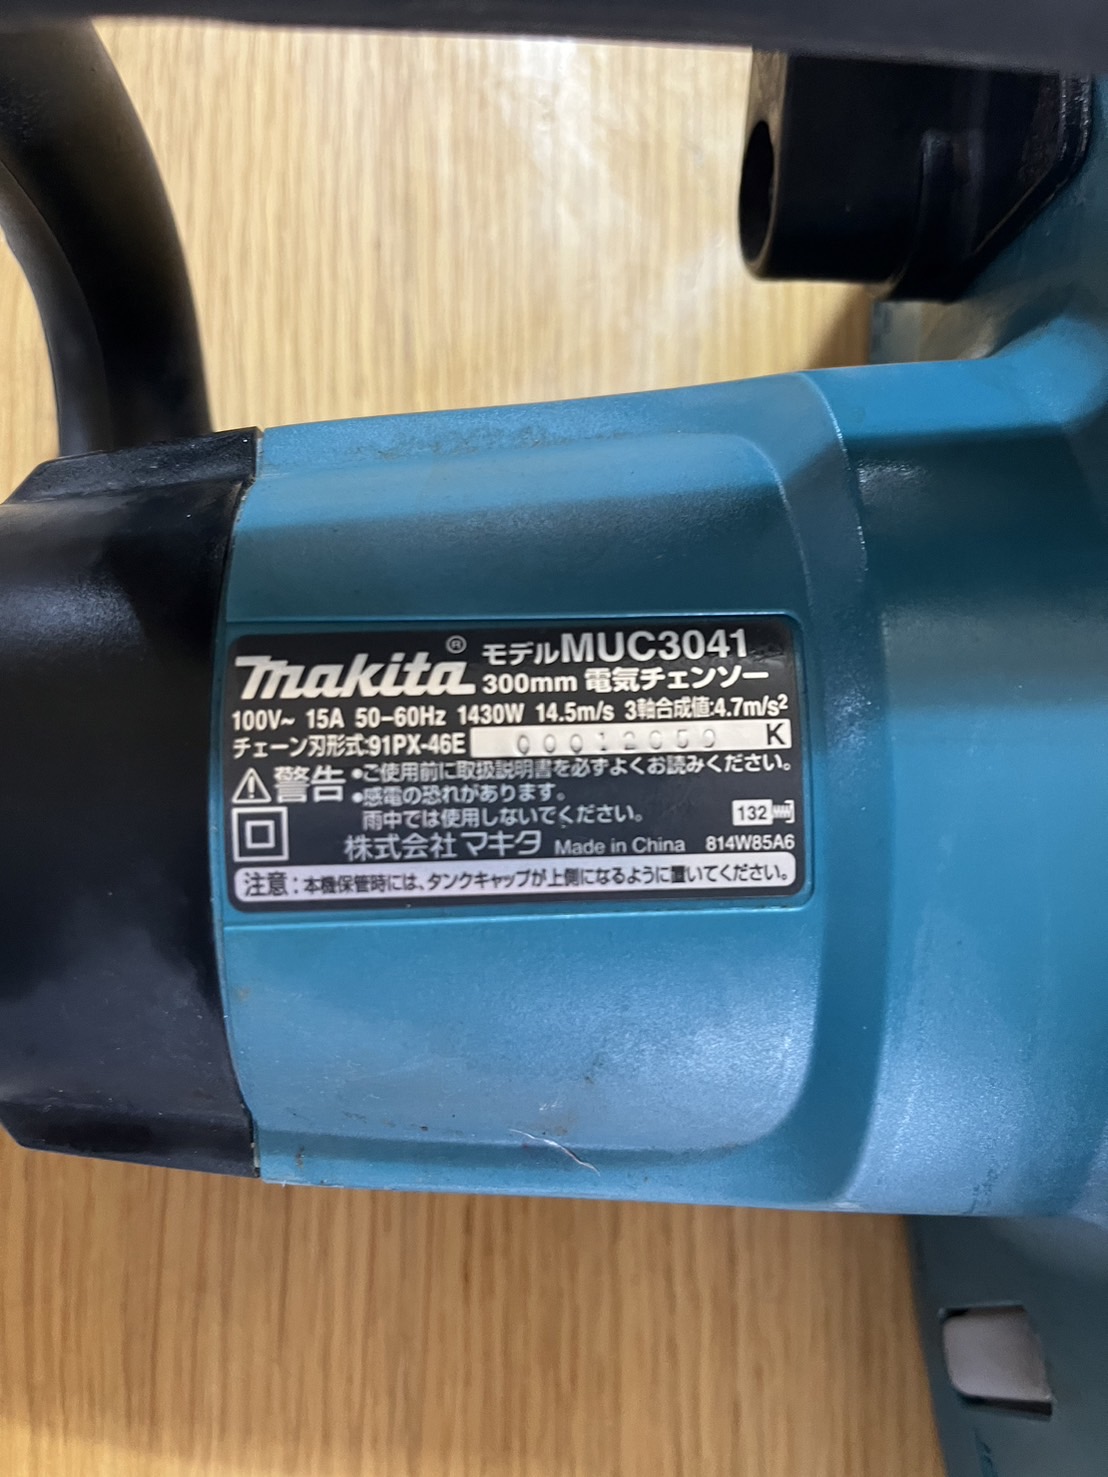 makita® モデルMUC3041
300mm 電気チェンソー
100V~ 15A 50-60Hz 1430W 14.5m/s 3軸合成値:4.7m/s²
チェーン刃形式:91PX-46E K
⚠警告 •ご使用前に取扱説明書を必ずよくお読みください。
•感電の恐れがあります。
雨中では使用しないでください。
132
株式会社マキタ Made in China 814W85A6
注意:本機保管時には、タンクキャップが上側になるように置いてください。